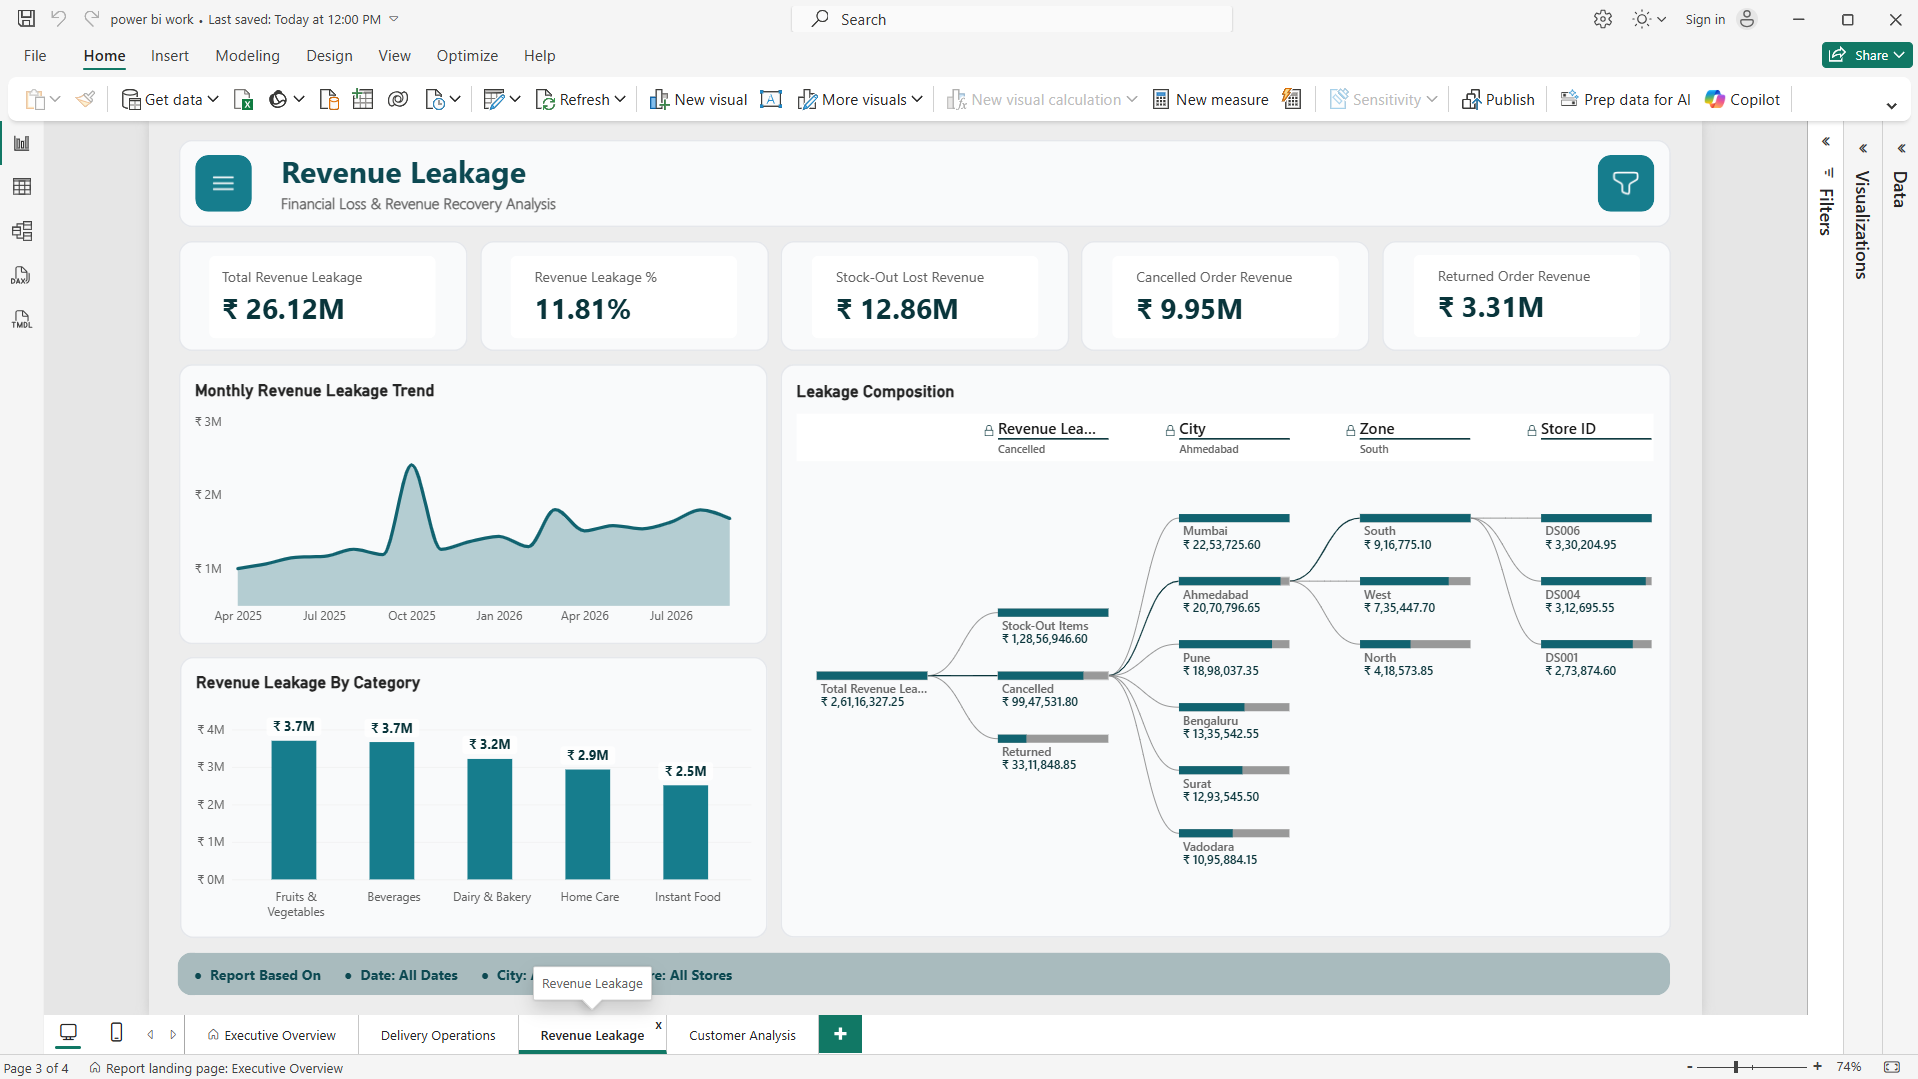 power bi work • Last saved: Today at 12:00 PM
Search
Sign in
File Home Insert Modeling Design View Optimize Help
Share
Get data
Refresh
New visual
More visuals
New visual calculation
New measure
Sensitivity
Publish
Prep data for AI
Copilot
DAX
TMDL
Filters
Visualizations
Data
Revenue Leakage
Financial Loss & Revenue Recovery Analysis
Total Revenue Leakage
₹ 26.12M
Revenue Leakage %
11.81%
Stock-Out Lost Revenue
₹ 12.86M
Cancelled Order Revenue
₹ 9.95M
Returned Order Revenue
₹ 3.31M
Monthly Revenue Leakage Trend
₹ 3M
₹ 2M
₹ 1M
Apr 2025 Jul 2025 Oct 2025 Jan 2026 Apr 2026 Jul 2026
Revenue Leakage By Category
₹ 4M
₹ 3M
₹ 2M
₹ 1M
₹ 0M
₹ 3.7M
₹ 3.7M
₹ 3.2M
₹ 2.9M
₹ 2.5M
Fruits &
Vegetables
Beverages
Dairy & Bakery
Home Care
Instant Food
Leakage Composition
Revenue Lea...
Cancelled
City
Ahmedabad
Zone
South
Store ID
Total Revenue Lea...
₹ 2,61,16,327.25
Stock-Out Items
₹ 1,28,56,946.60
Cancelled
₹ 99,47,531.80
Returned
₹ 33,11,848.85
Mumbai
₹ 22,53,725.60
Ahmedabad
₹ 20,70,796.65
Pune
₹ 18,98,037.35
Bengaluru
₹ 13,35,542.55
Surat
₹ 12,93,545.50
Vadodara
₹ 10,95,884.15
South
₹ 9,16,775.10
West
₹ 7,35,447.70
North
₹ 4,18,573.85
DS006
₹ 3,30,204.95
DS004
₹ 3,12,695.55
DS001
₹ 2,73,874.60
• Report Based On • Date: All Dates • City: re: All Stores
Revenue Leakage
Executive Overview
Delivery Operations
Revenue Leakage x
Customer Analysis
+
Page 3 of 4
Report landing page: Executive Overview
- + 74%